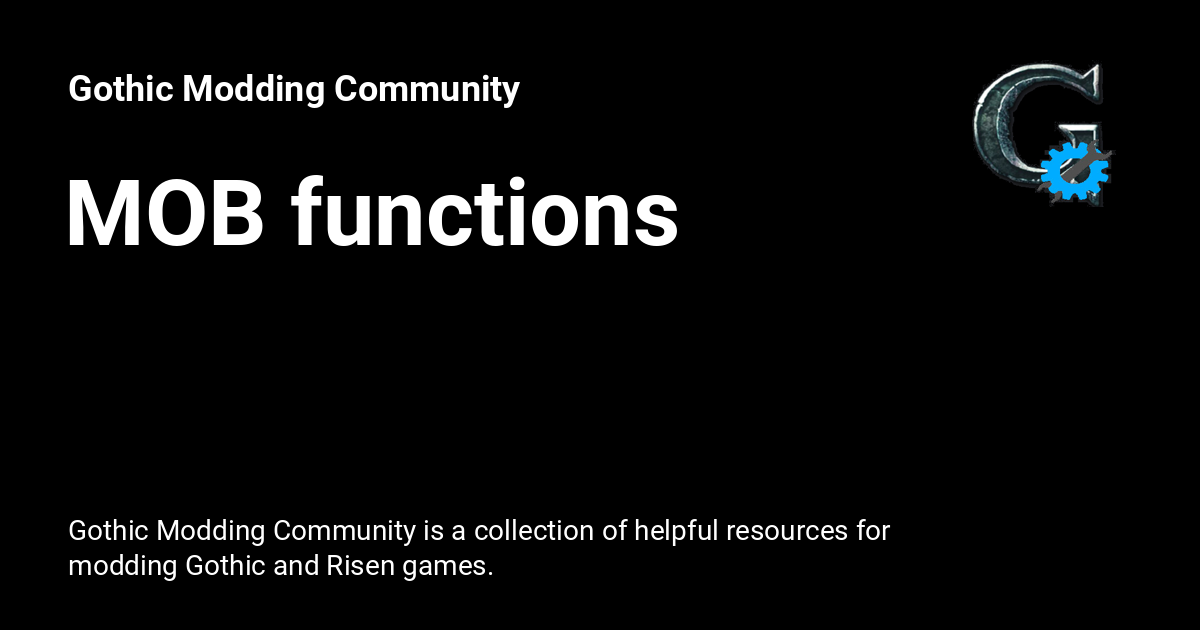 Gothic Modding Community
MOB functions
Gothic Modding Community is a collection of helpful resources for
modding Gothic and Risen games.